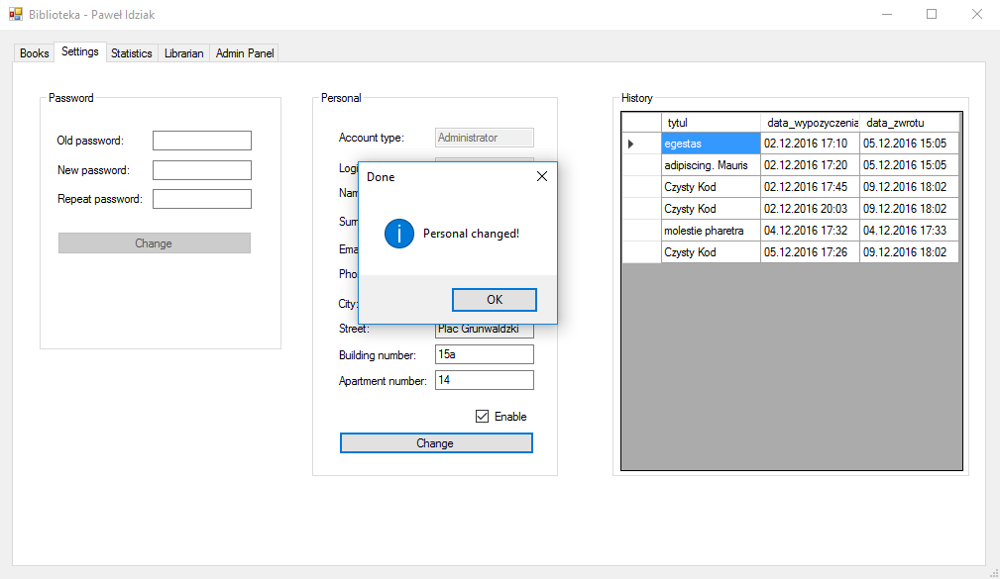 Biblioteka - Paweł Idziak
Books Settings Statistics Librarian Admin Panel
Password
Old password:
New password:
Repeat password:
Change
Personal
Account type: Administrator
Done
Personal changed!
OK
City:
Street: Plac Grunwaldzki
Building number: 15a
Apartment number: 14
Enable
Change
History
tytul data_wypozyczenia data_zwrotu
egestas 02.12.2016 17:10 05.12.2016 15:05
adipiscing. Mauris 02.12.2016 17:20 05.12.2016 15:05
Czysty Kod 02.12.2016 17:45 09.12.2016 18:02
Czysty Kod 02.12.2016 20:03 09.12.2016 18:02
molestie pharetra 04.12.2016 17:32 04.12.2016 17:33
Czysty Kod 05.12.2016 17:26 09.12.2016 18:02